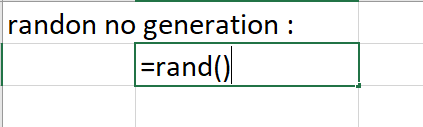 randon no generation :
=rand()